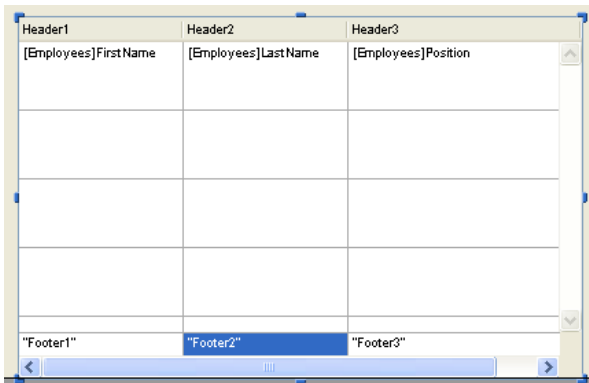 Header1 Header2 Header3
[Employees]FirstName [Employees]LastName [Employees]Position
"Footer1" "Footer2" "Footer3"